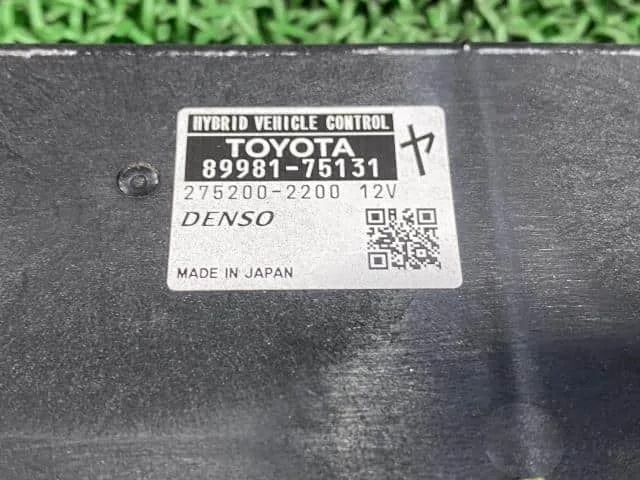 HYBRID VEHICLE CONTROL
TOYOTA
89981-75131
ヤ
275200-2200 12V
DENSO
MADE IN JAPAN